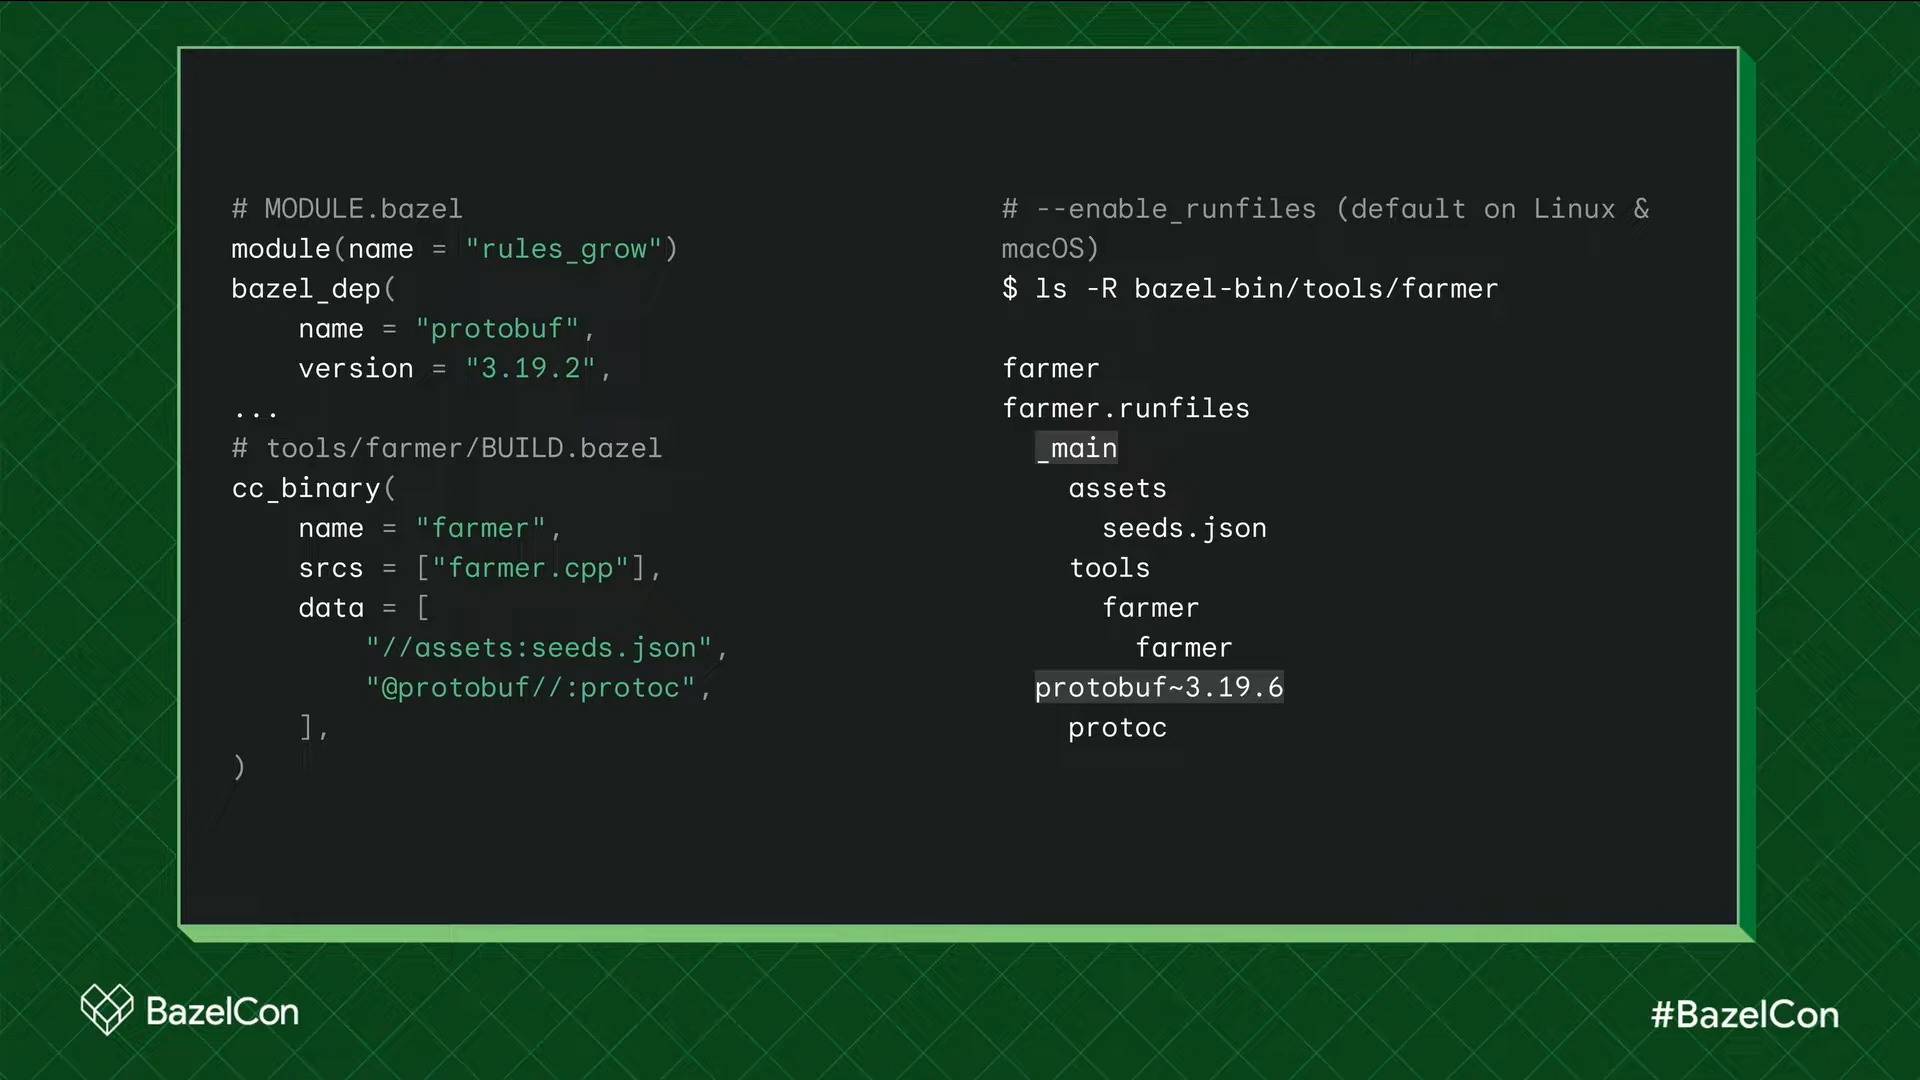 # MODULE.bazel
module(name = "rules_grow")
bazel_dep(
    name = "protobuf",
    version = "3.19.2",
...
# tools/farmer/BUILD.bazel
cc_binary(
    name = "farmer",
    srcs = ["farmer.cpp"],
    data = [
        "//assets:seeds.json",
        "@protobuf//:protoc",
    ],
)
# --enable_runfiles (default on Linux &
macOS)
$ ls -R bazel-bin/tools/farmer
farmer
farmer.runfiles
  _main
    assets
      seeds.json
    tools
      farmer
        farmer
  protobuf~3.19.6
    protoc
BazelCon
#BazelCon